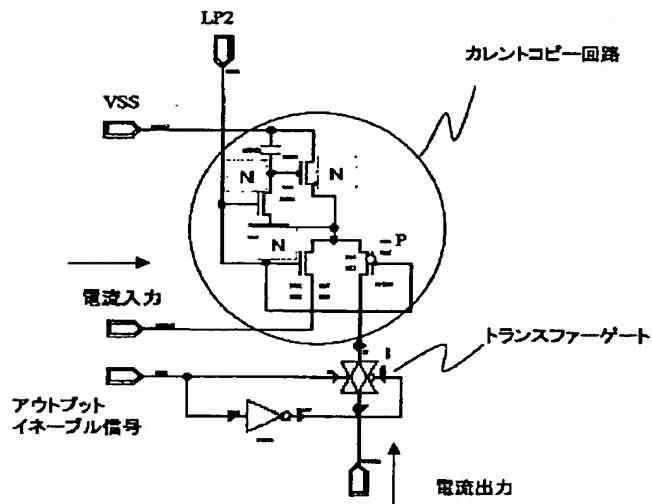 LP2
カレントコピー回路
VSS
N
N
N
P
電流入力
トランスファーゲート
アウトプット
イネーブル信号
電流出力